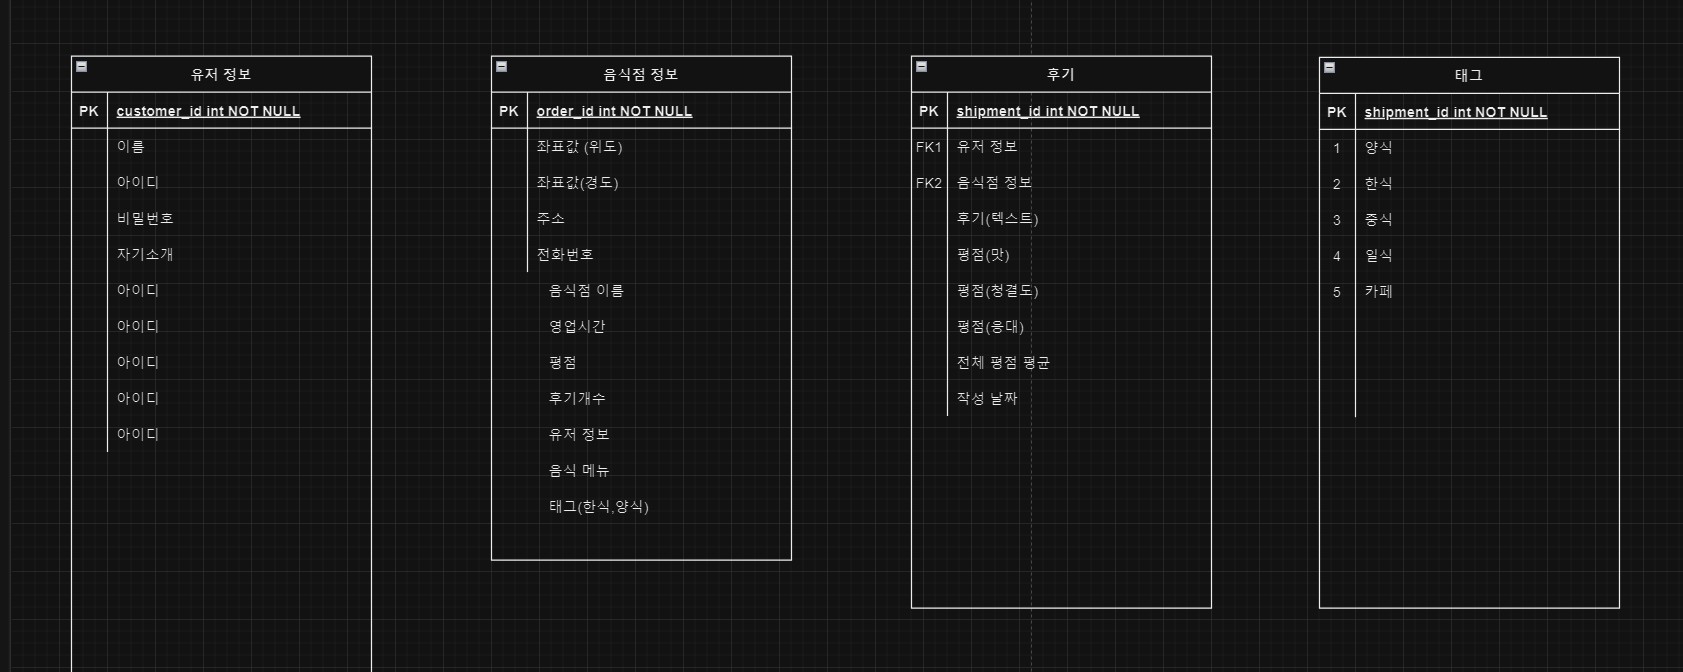 유저 정보
PK customer_id int NOT NULL
이름
아이디
비밀번호
자기소개
아이디
아이디
아이디
아이디
아이디
음식점 정보
PK order_id int NOT NULL
좌표값 (위도)
좌표값(경도)
주소
전화번호
음식점 이름
영업시간
평점
후기개수
유저 정보
음식 메뉴
태그(한식,양식)
후기
PK shipment_id int NOT NULL
FK1 유저 정보
FK2 음식점 정보
후기(텍스트)
평점(맛)
평점(청결도)
평점(응대)
전체 평점 평균
작성 날짜
태그
PK shipment_id int NOT NULL
1 양식
2 한식
3 중식
4 일식
5 카페